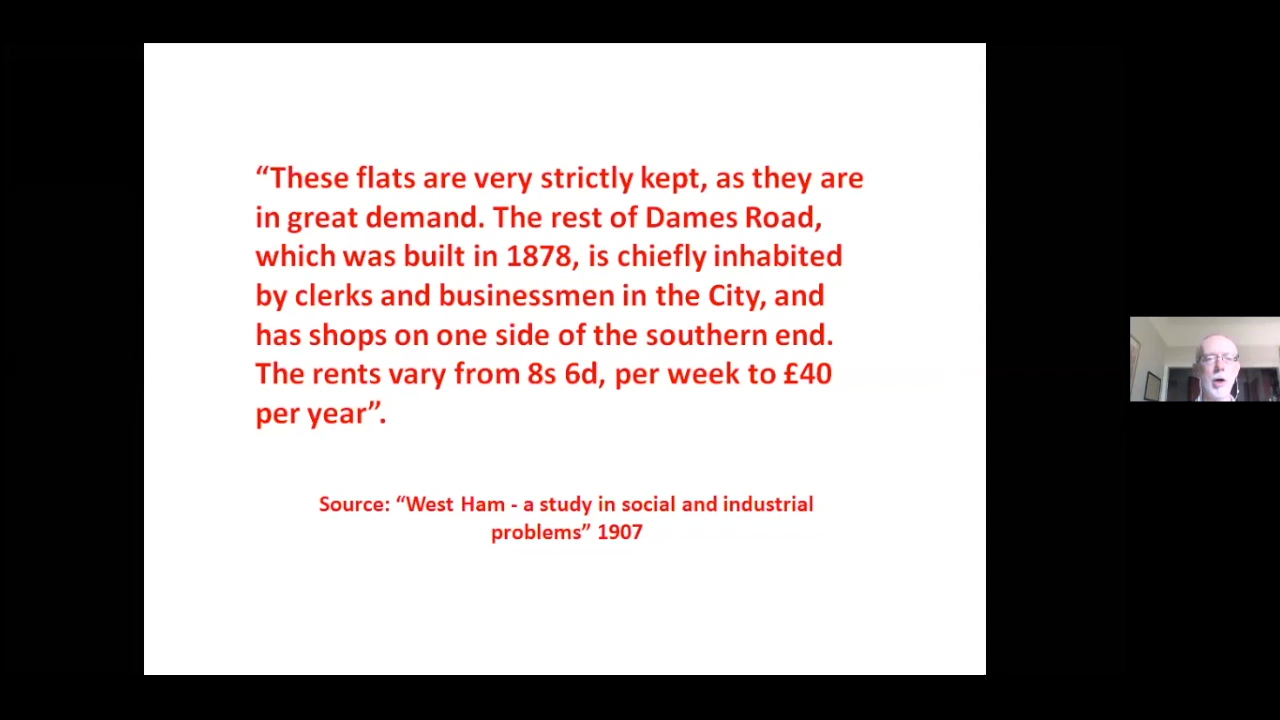 “These flats are very strictly kept, as they are
in great demand. The rest of Dames Road,
which was built in 1878, is chiefly inhabited
by clerks and businessmen in the City, and
has shops on one side of the southern end.
The rents vary from 8s 6d, per week to £40
per year”.
Source: “West Ham - a study in social and industrial
problems” 1907